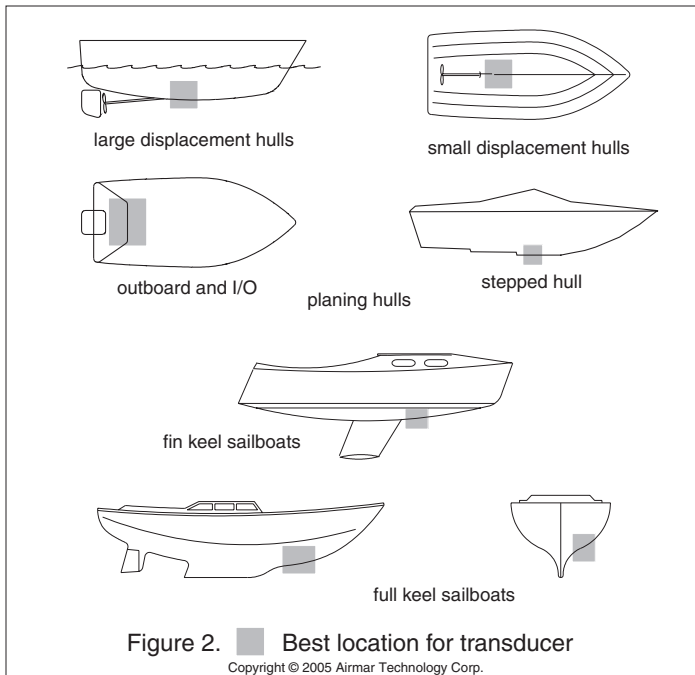 large displacement hulls
small displacement hulls
outboard and I/O
stepped hull
planing hulls
fin keel sailboats
full keel sailboats
Figure 2. Best location for transducer
Copyright © 2005 Airmar Technology Corp.